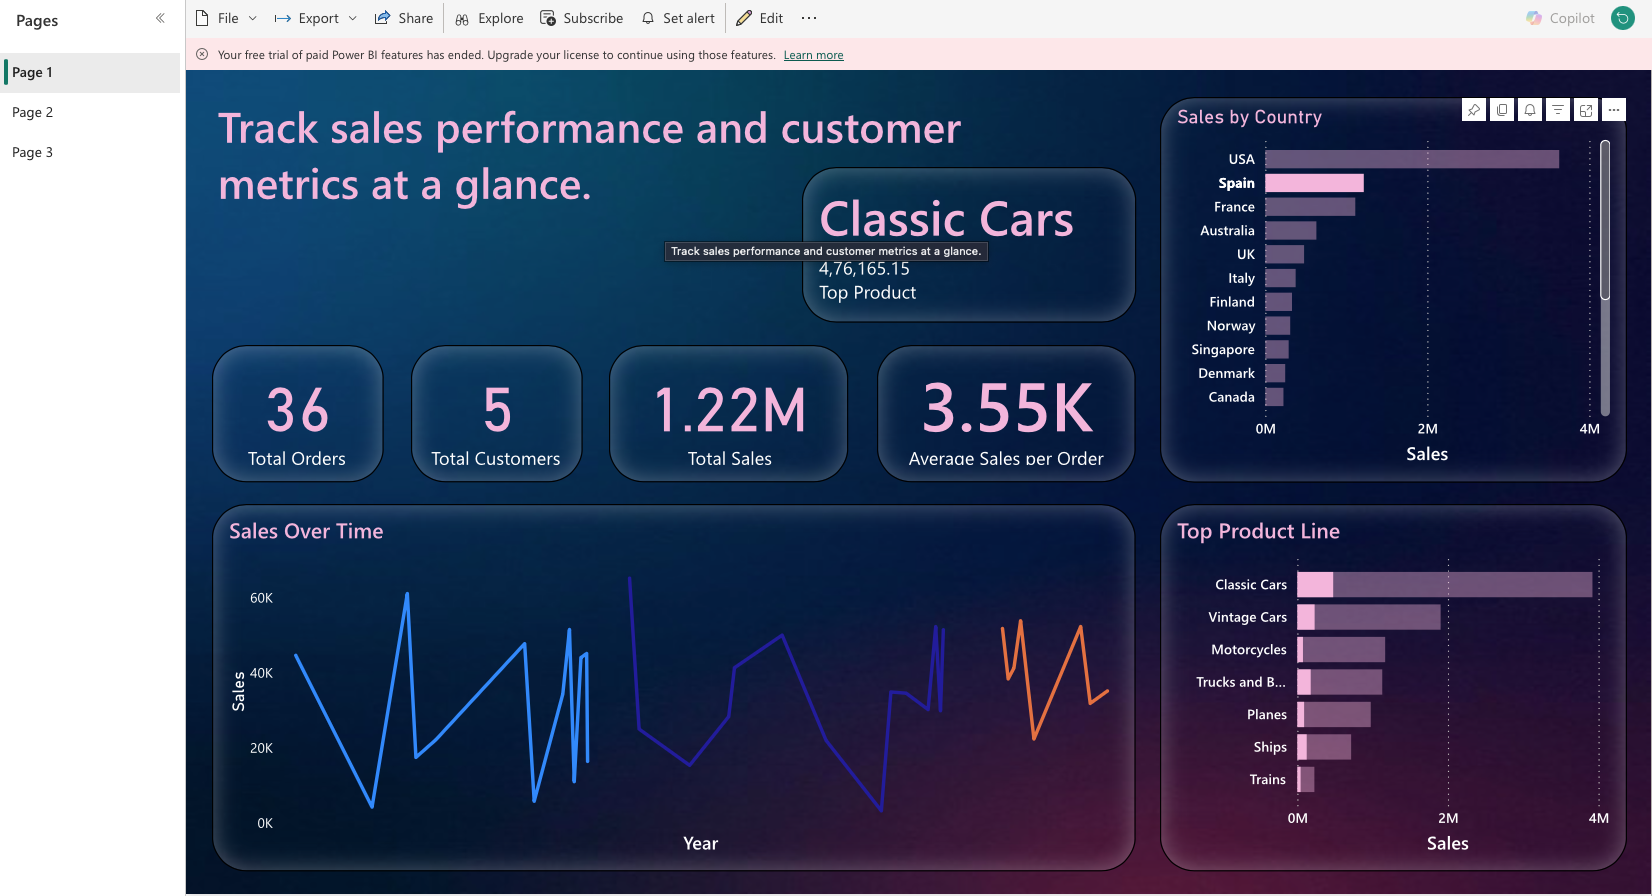 Pages
Page 1
Page 2
Page 3
File
Export
Share
Explore
Subscribe
Set alert
Edit
Copilot
Your free trial of paid Power BI features has ended. Upgrade your license to continue using those features. Learn more
Track sales performance and customer
metrics at a glance.
Classic Cars
Track sales performance and customer metrics at a glance.
4,76,165.15
Top Product
Sales by Country
USA
Spain
France
Australia
UK
Italy
Finland
Norway
Singapore
Denmark
Canada
0M 2M 4M
Sales
36
Total Orders
5
Total Customers
1.22M
Total Sales
3.55K
Average Sales per Order
Sales Over Time
60K
40K
20K
0K
Sales
Year
Top Product Line
Classic Cars
Vintage Cars
Motorcycles
Trucks and B...
Planes
Ships
Trains
0M 2M 4M
Sales